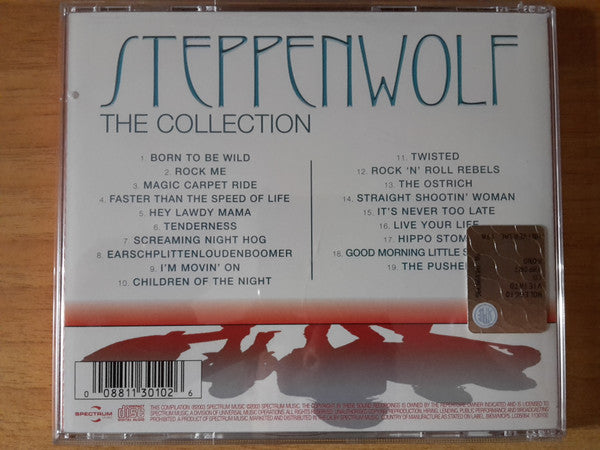 STEPPENWOLF
THE COLLECTION
1. BORN TO BE WILD
2. ROCK ME
3. MAGIC CARPET RIDE
4. FASTER THAN THE SPEED OF LIFE
5. HEY LAWDY MAMA
6. TENDERNESS
7. SCREAMING NIGHT HOG
8. EARSCHPLITTENLOUDENBOOMER
9. I'M MOVIN' ON
10. CHILDREN OF THE NIGHT
11. TWISTED
12. ROCK 'N' ROLL REBELS
13. THE OSTRICH
14. STRAIGHT SHOOTIN' WOMAN
15. IT'S NEVER TOO LATE
16. LIVE YOUR LIFE
17. HIPPO STOM
18. GOOD MORNING LITTLE S
19. THE PUSHE
0 08811 30102 6
SPECTRUM
COMPACT
disc
DIGITAL AUDIO